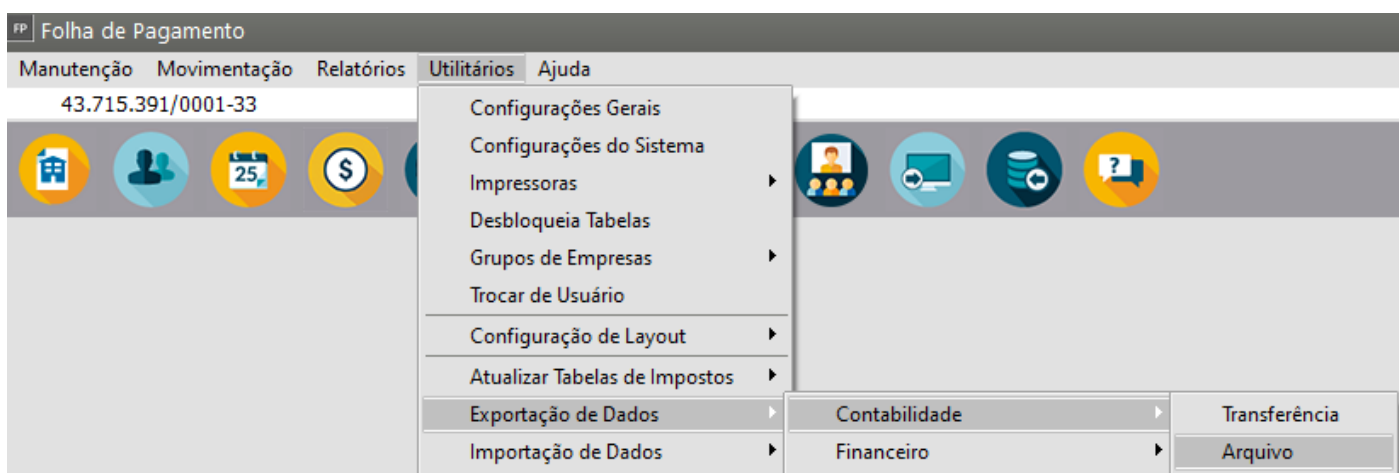 FP Folha de Pagamento
Manutenção Movimentação Relatórios Utilitários Ajuda
43.715.391/0001-33
Configurações Gerais
Configurações do Sistema
25
$
?
Impressoras
Desbloqueia Tabelas
Grupos de Empresas
Trocar de Usuário
Configuração de Layout
Atualizar Tabelas de Impostos
Exportação de Dados Contabilidade Transferência
Importação de Dados Financeiro Arquivo